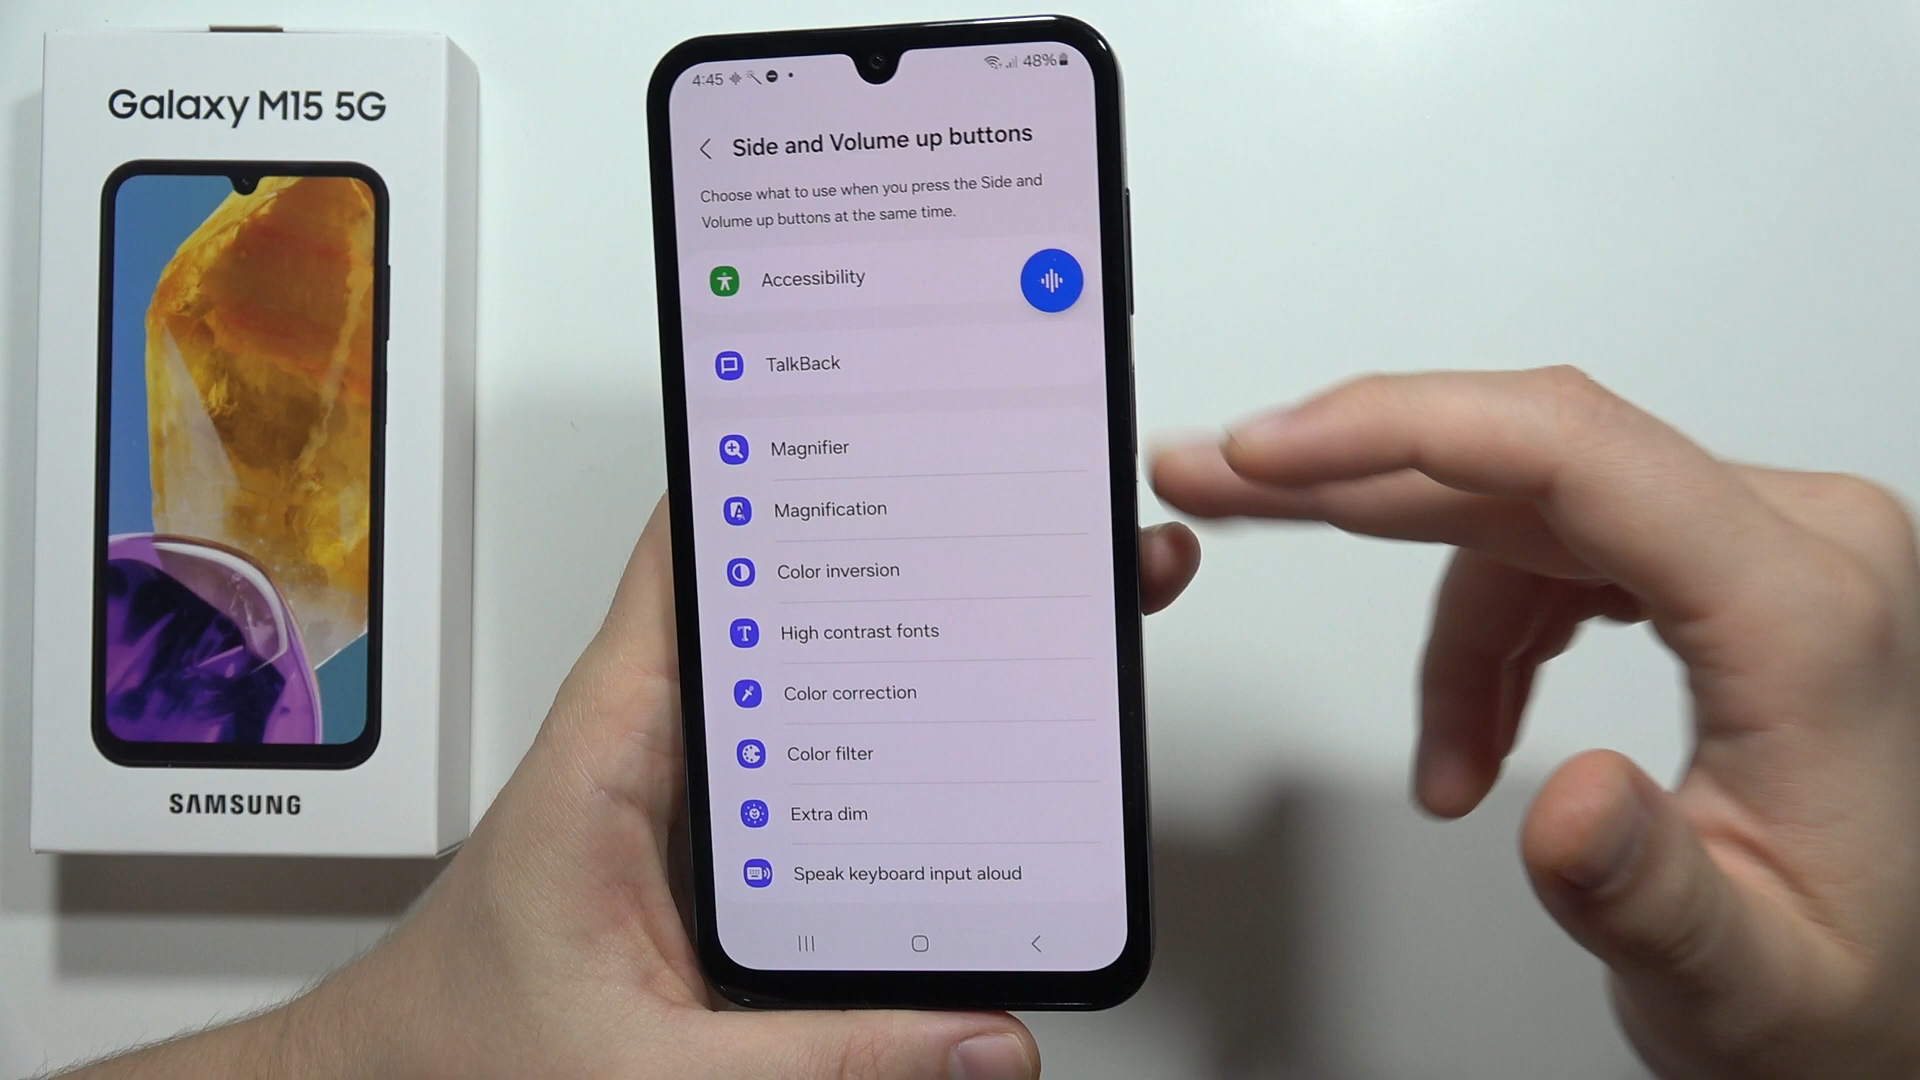 Galaxy M15 5G
SAMSUNG
4:45
48%
Side and Volume up buttons
Choose what to use when you press the Side and
Volume up buttons at the same time.
Accessibility
TalkBack
Magnifier
Magnification
Color inversion
High contrast fonts
Color correction
Color filter
Extra dim
Speak keyboard input aloud